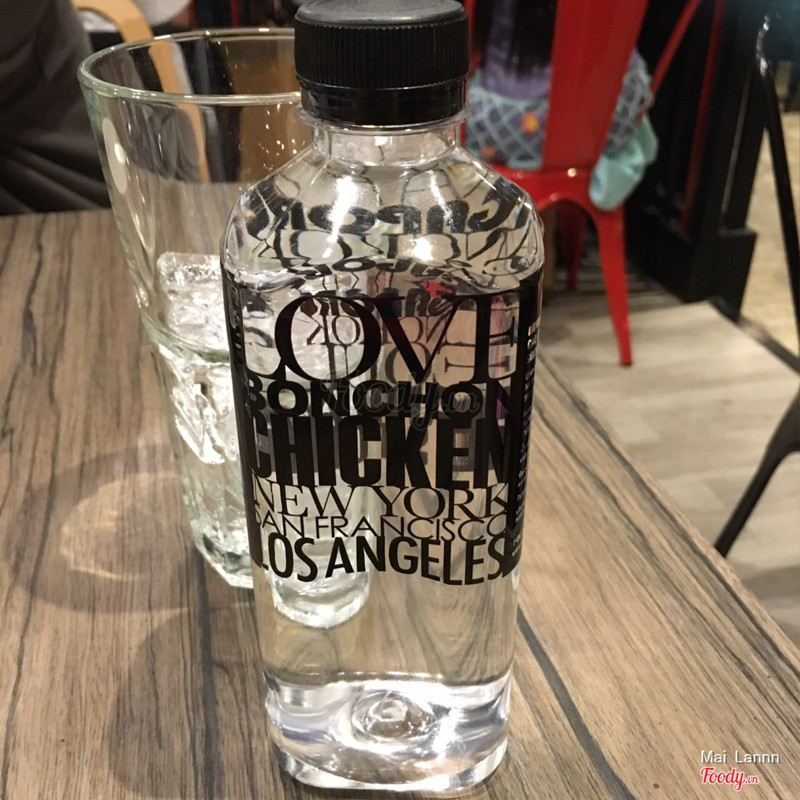 LOVE
BONCHON
CHICKEN
NEW YORK
SAN FRANCISCO
LOS ANGELES
Mai Lannn
Foody.vn